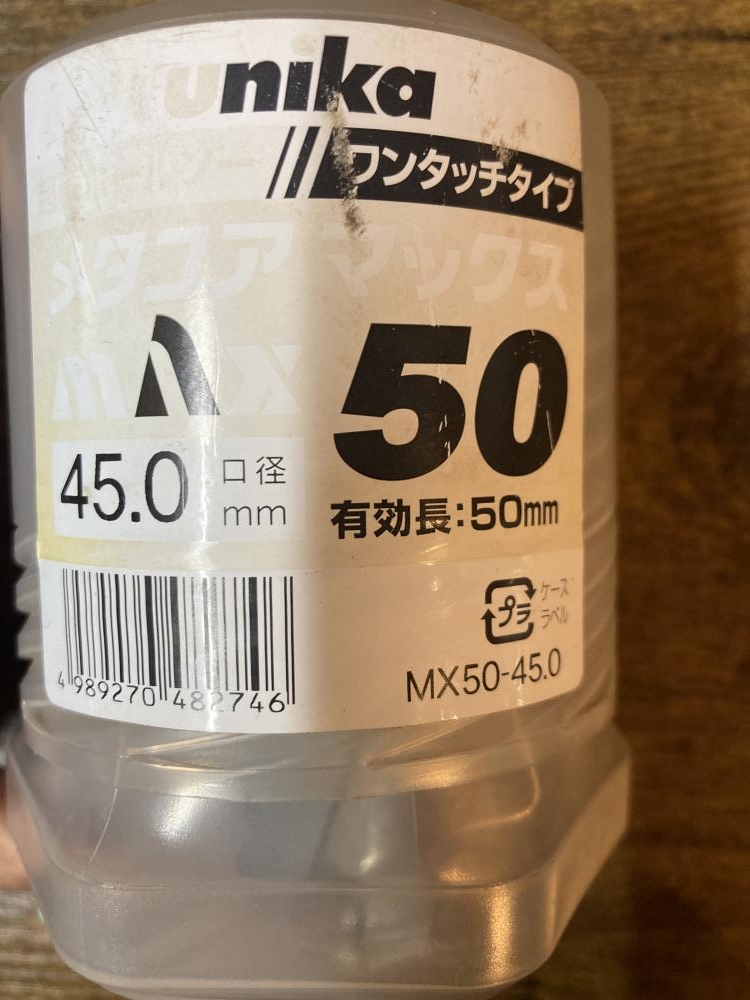 unika
ワンタッチタイプ
メタコア マックス
MAX 50
45.0 口径 mm
有効長:50mm
プラ ケース ラベル
4 989270 482746
MX50-45.0